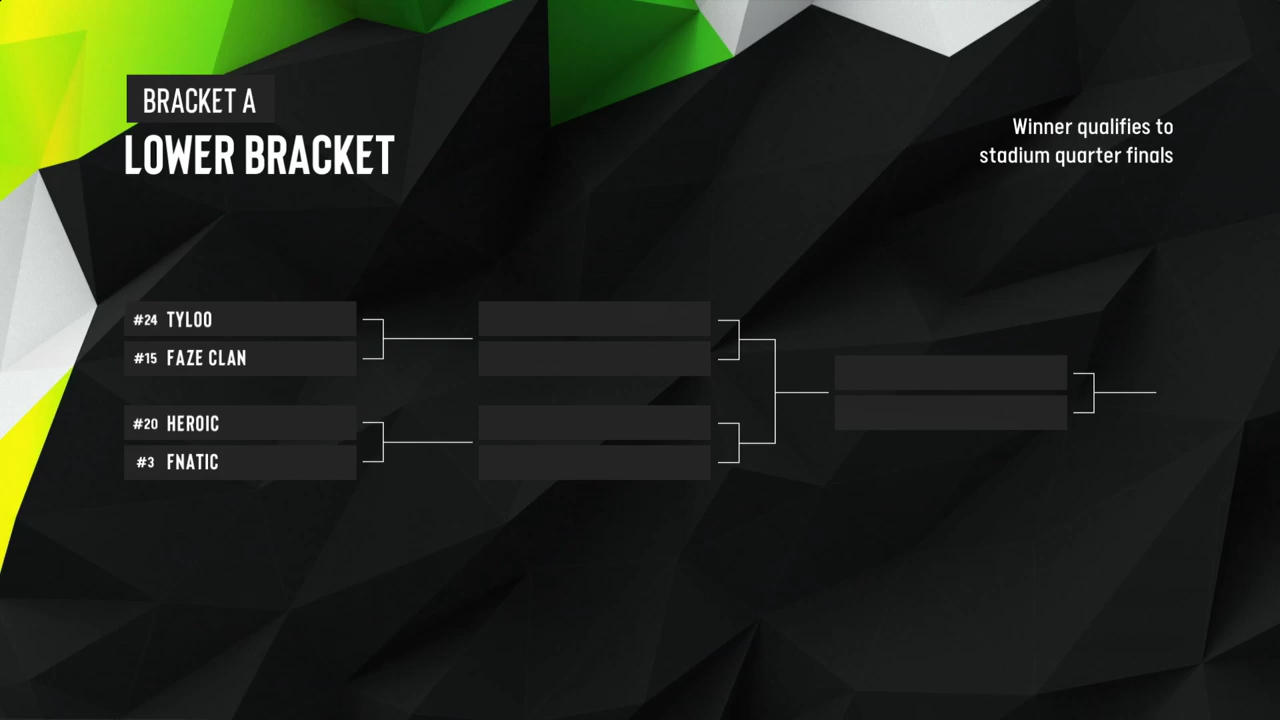 BRACKET A
LOWER BRACKET
Winner qualifies to
stadium quarter finals
#24 TYLOO
#15 FAZE CLAN
#20 HEROIC
#3 FNATIC